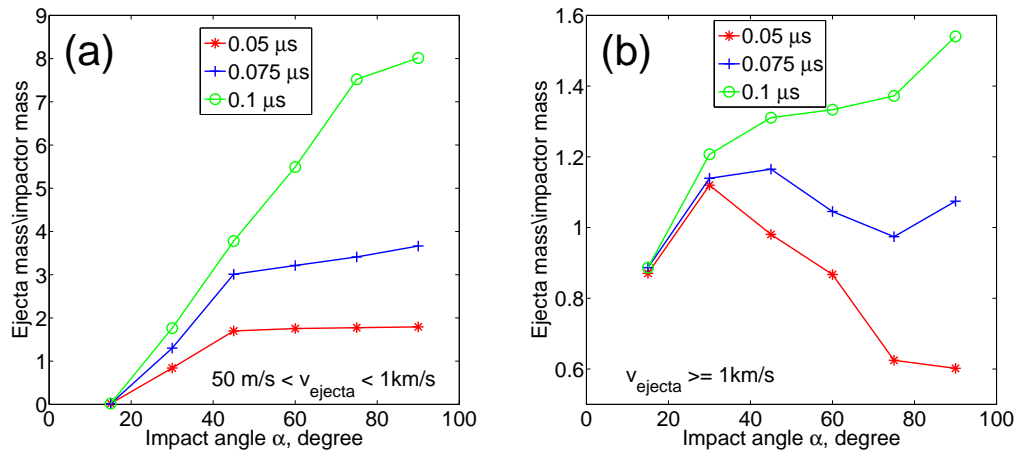 (a)
0.05 μs
0.075 μs
0.1 μs
50 m/s < v_ejecta < 1km/s
Ejecta mass\impactor mass
9
8
7
6
5
4
3
2
1
0
0 20 40 60 80 100
Impact angle α, degree
(b)
0.05 μs
0.075 μs
0.1 μs
v_ejecta >= 1km/s
Ejecta mass\impactor mass
1.6
1.4
1.2
1
0.8
0.6
0 20 40 60 80 100
Impact angle α, degree